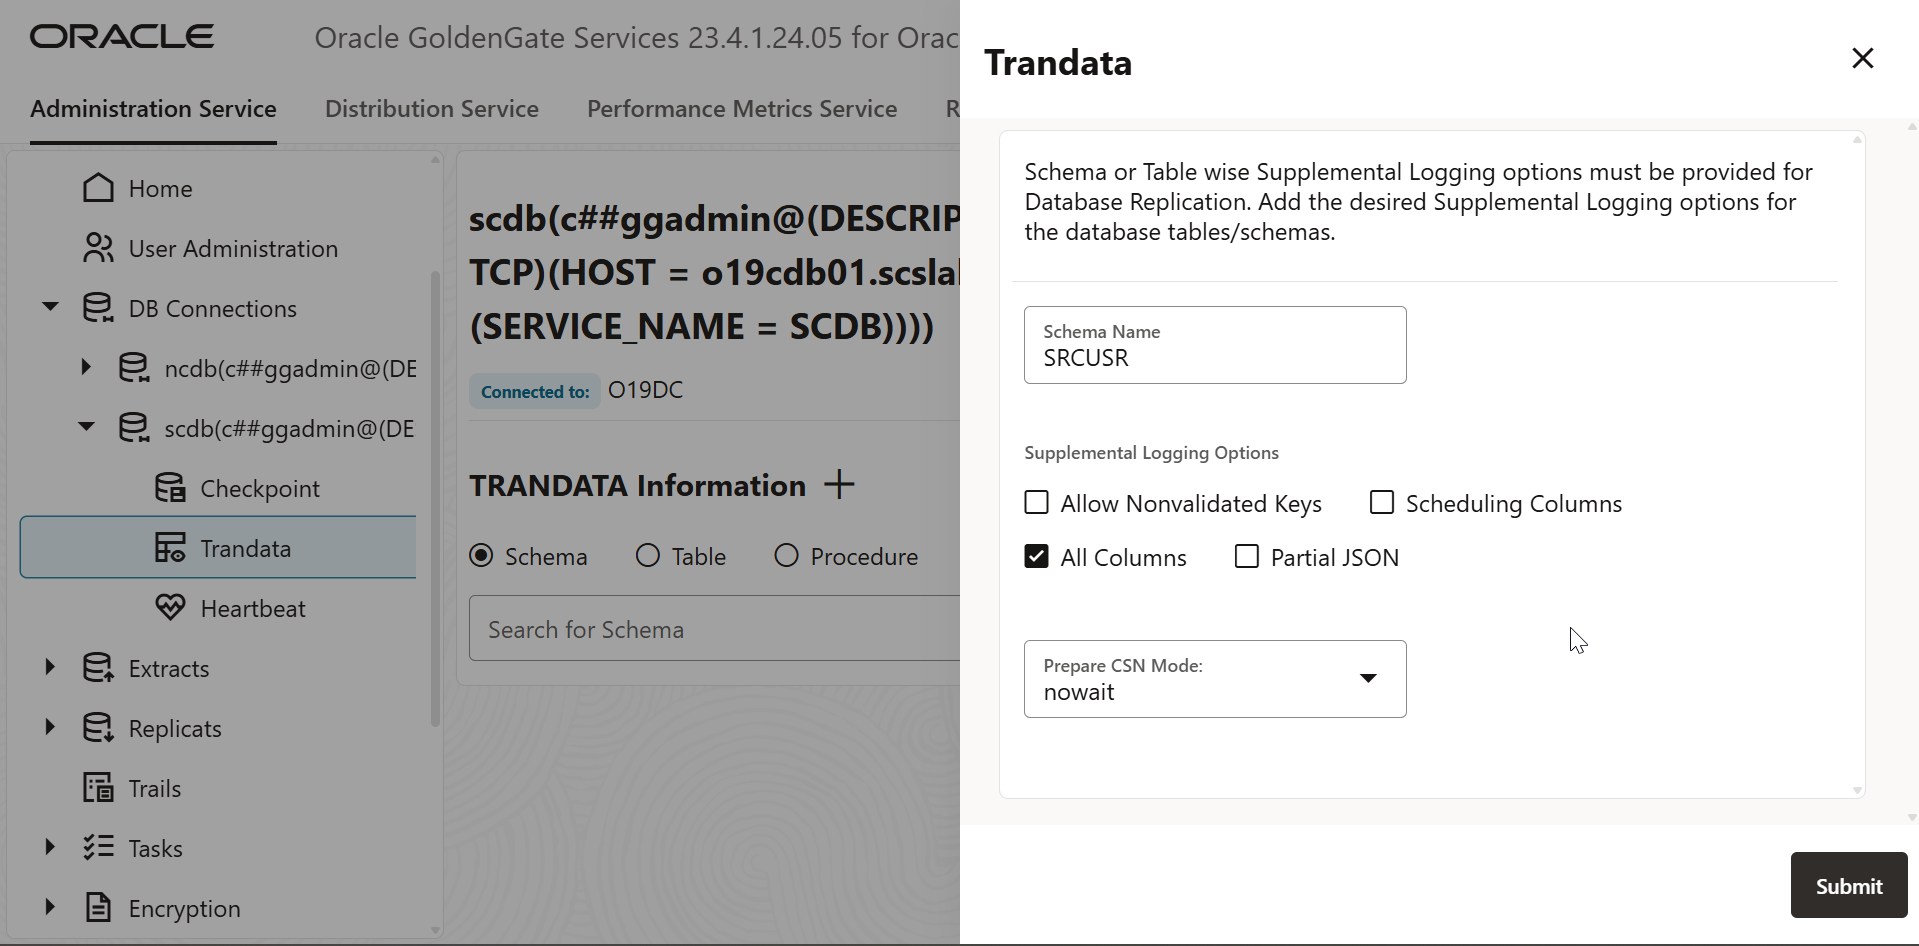 ORACLE
Oracle GoldenGate Services 23.4.1.24.05 for Orac
Administration Service
Distribution Service
Performance Metrics Service
R
Home
User Administration
DB Connections
ncdb(c##ggadmin@(DE
scdb(c##ggadmin@(DE
Checkpoint
Trandata
Heartbeat
Extracts
Replicats
Trails
Tasks
Encryption
scdb(c##ggadmin@(DESCRIP
TCP)(HOST = o19cdb01.scsla
(SERVICE_NAME = SCDB))))
Connected to: O19DC
TRANDATA Information
Schema
Table
Procedure
Search for Schema
Trandata
Schema or Table wise Supplemental Logging options must be provided for
Database Replication. Add the desired Supplemental Logging options for
the database tables/schemas.
Schema Name
SRCUSR
Supplemental Logging Options
Allow Nonvalidated Keys
Scheduling Columns
All Columns
Partial JSON
Prepare CSN Mode:
nowait
Submit